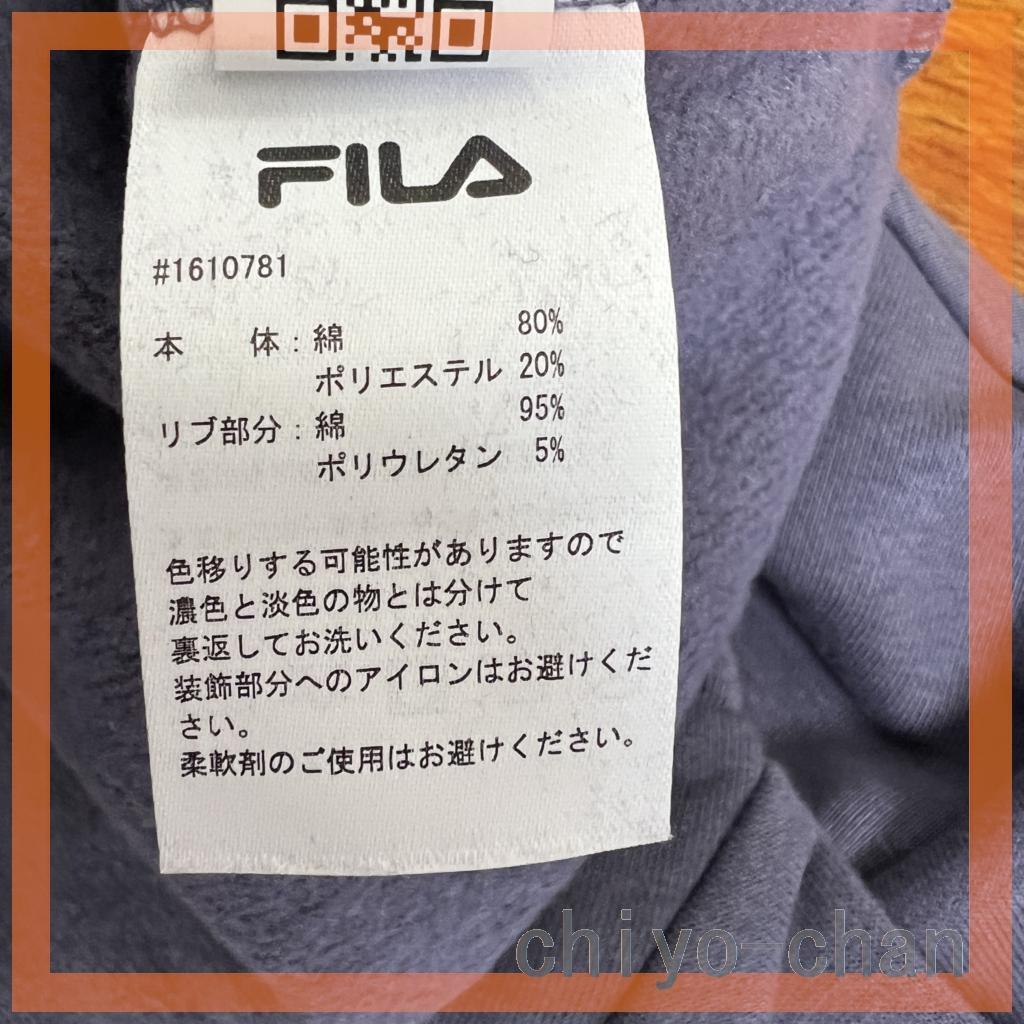 FILA
#1610781
本　体：綿 80%
ポリエステル 20%
リブ部分：綿 95%
ポリウレタン 5%
色移りする可能性がありますので
濃色と淡色の物とは分けて
裏返してお洗いください。
装飾部分へのアイロンはお避けくだ
さい。
柔軟剤のご使用はお避けください。
chiyo-chan